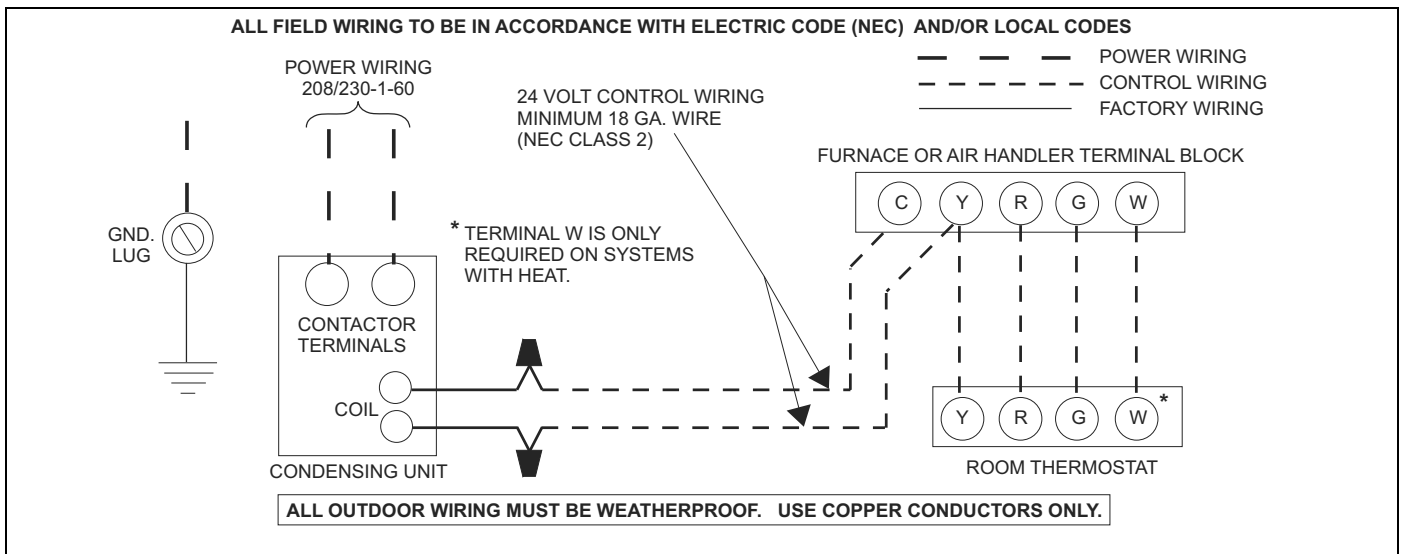 ALL FIELD WIRING TO BE IN ACCORDANCE WITH ELECTRIC CODE (NEC) AND/OR LOCAL CODES
POWER WIRING
208/230-1-60
POWER WIRING
CONTROL WIRING
FACTORY WIRING
24 VOLT CONTROL WIRING
MINIMUM 18 GA. WIRE
(NEC CLASS 2)
FURNACE OR AIR HANDLER TERMINAL BLOCK
C Y R G W
GND.
LUG
* TERMINAL W IS ONLY
REQUIRED ON SYSTEMS
WITH HEAT.
CONTACTOR
TERMINALS
COIL
CONDENSING UNIT
Y R G W *
ROOM THERMOSTAT
ALL OUTDOOR WIRING MUST BE WEATHERPROOF. USE COPPER CONDUCTORS ONLY.